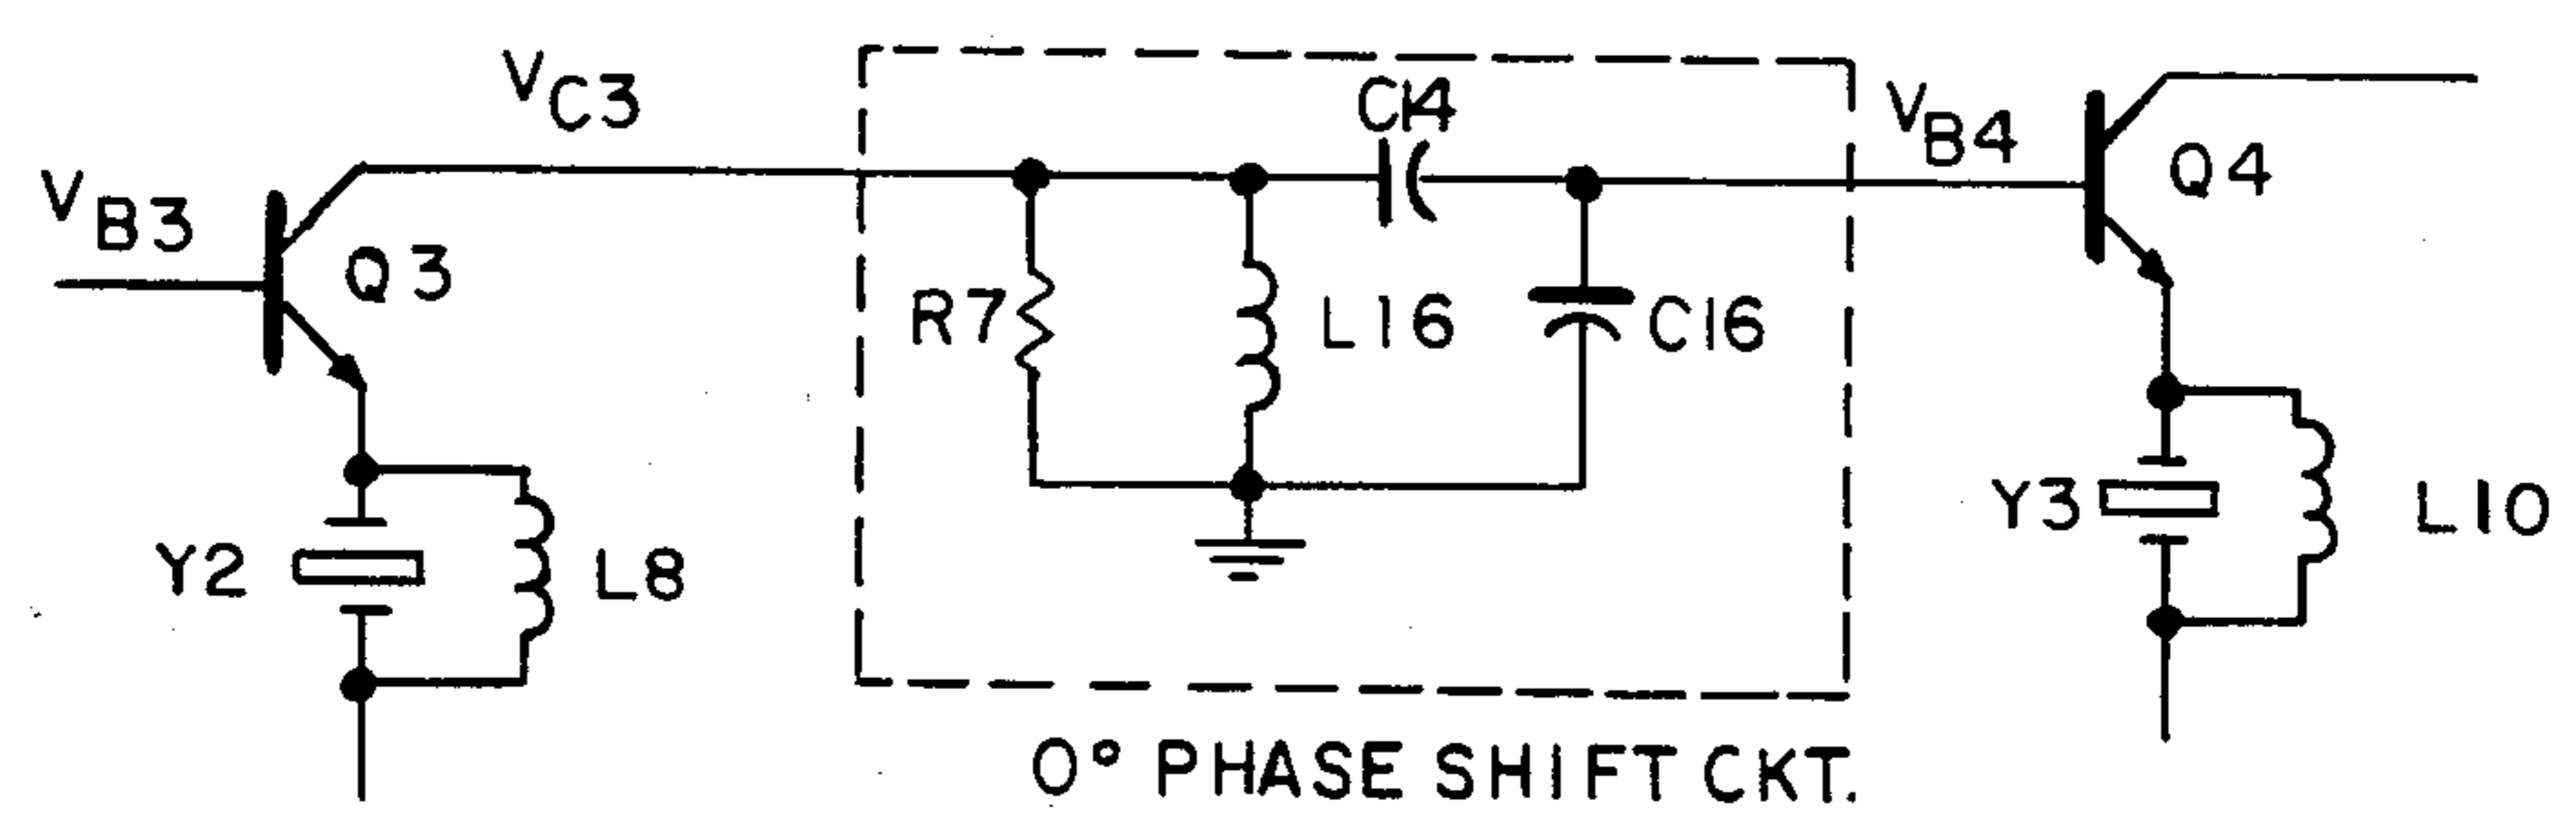 VC3
C14
VB4
VB3
Q4
Q3
R7
L16
C16
Y3
L10
Y2
L8
0° PHASE SHIFT CKT.